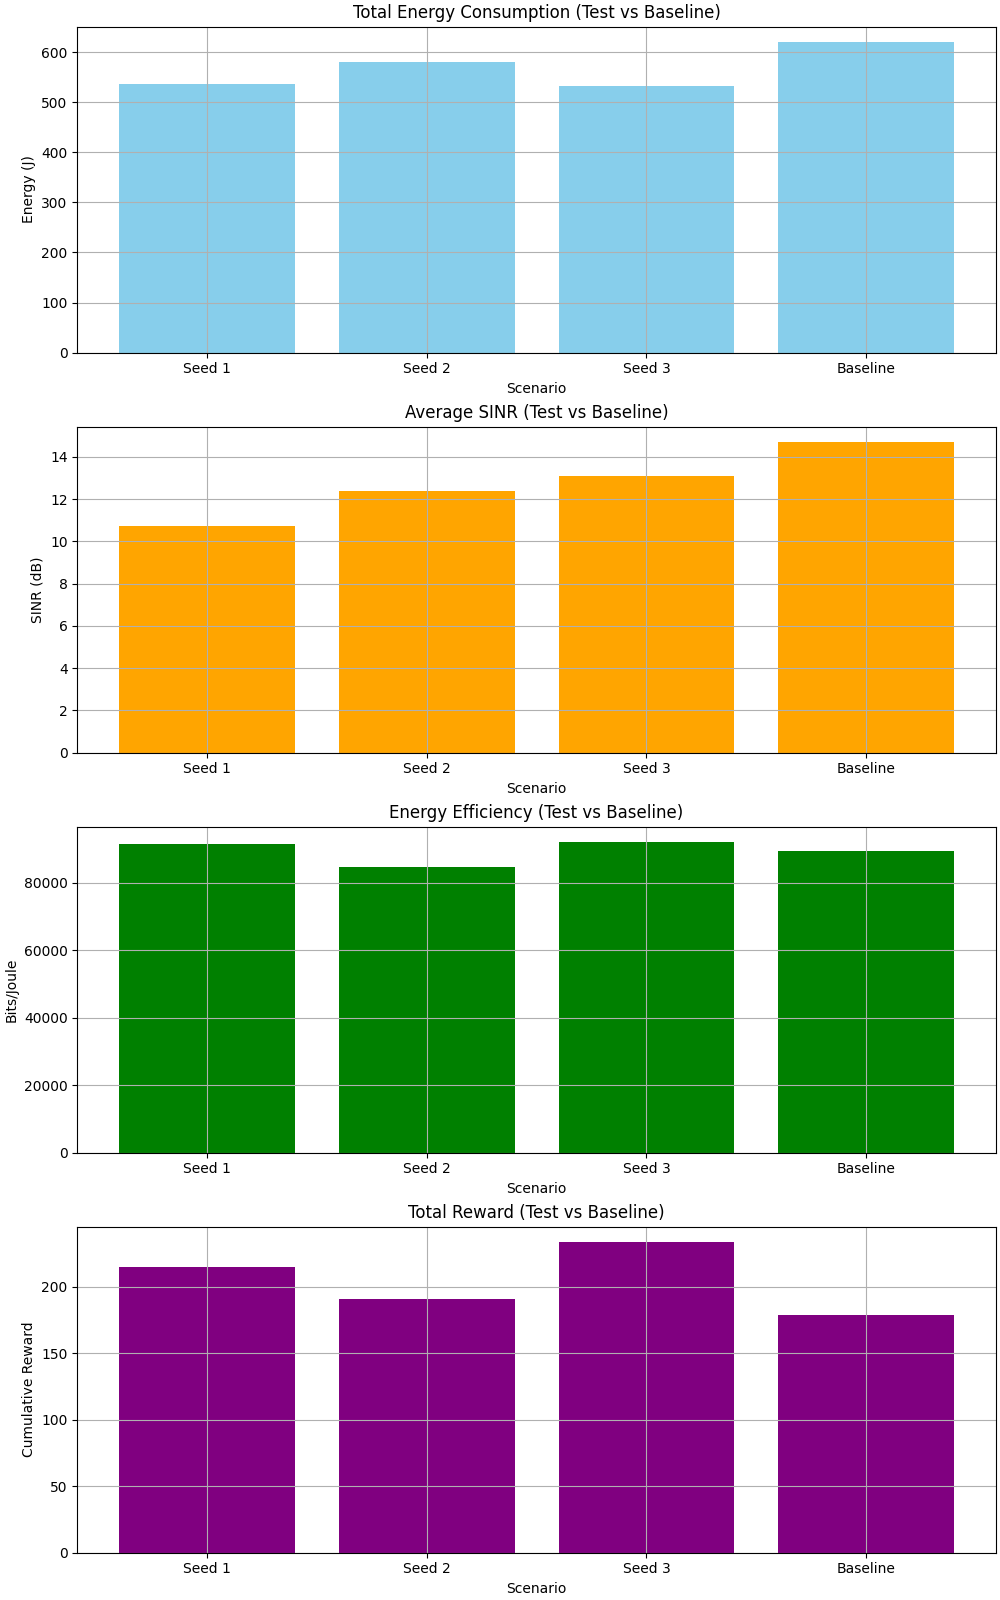 Total Energy Consumption (Test vs Baseline)
600
500
400
300
200
100
0
Energy (J)
Seed 1 Seed 2 Seed 3 Baseline
Scenario
Average SINR (Test vs Baseline)
14
12
10
8
6
4
2
0
SINR (dB)
Seed 1 Seed 2 Seed 3 Baseline
Scenario
Energy Efficiency (Test vs Baseline)
80000
60000
40000
20000
0
Bits/Joule
Seed 1 Seed 2 Seed 3 Baseline
Scenario
Total Reward (Test vs Baseline)
200
150
100
50
0
Cumulative Reward
Seed 1 Seed 2 Seed 3 Baseline
Scenario